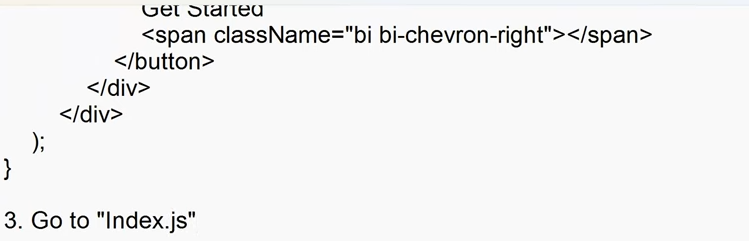 Get Started
<span className="bi bi-chevron-right"></span>
</button>
</div>
</div>
);
}
3. Go to "Index.js"